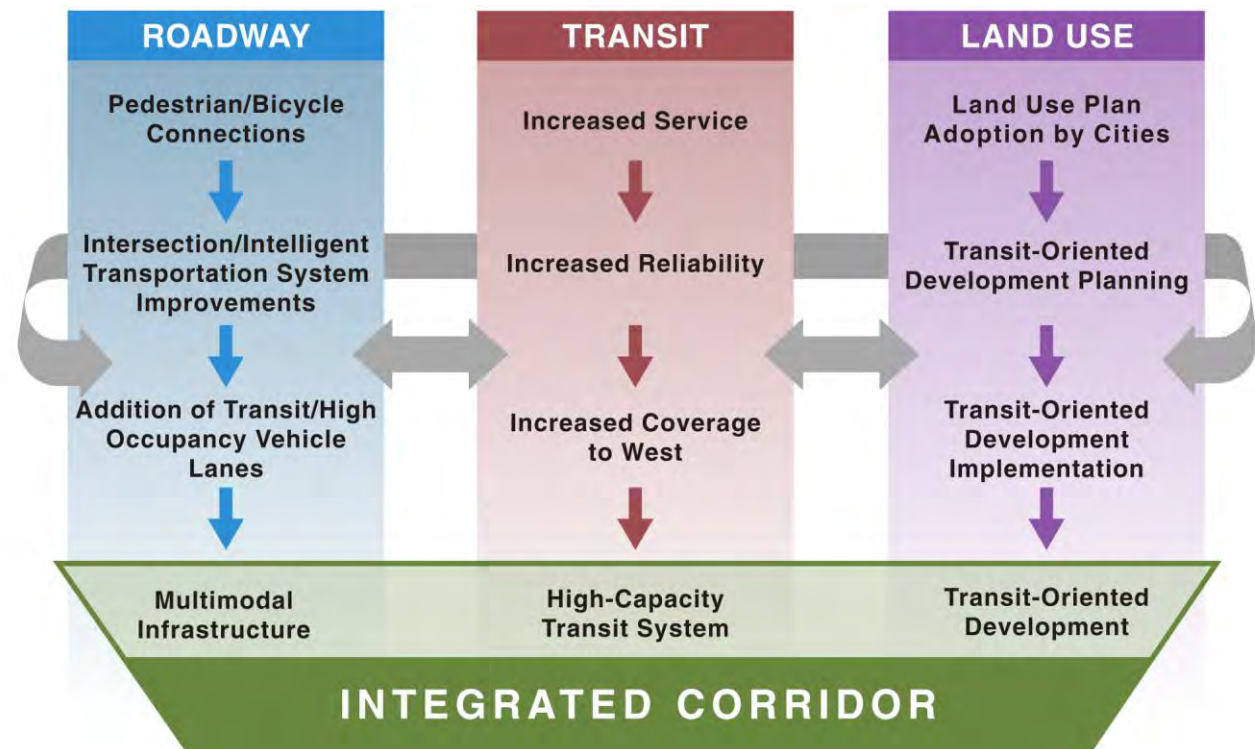 ROADWAY
Pedestrian/Bicycle
Connections
Intersection/Intelligent
Transportation System
Improvements
Addition of Transit/High
Occupancy Vehicle
Lanes
Multimodal
Infrastructure
TRANSIT
Increased Service
Increased Reliability
Increased Coverage
to West
High-Capacity
Transit System
LAND USE
Land Use Plan
Adoption by Cities
Transit-Oriented
Development Planning
Transit-Oriented
Development
Implementation
Transit-Oriented
Development
INTEGRATED CORRIDOR